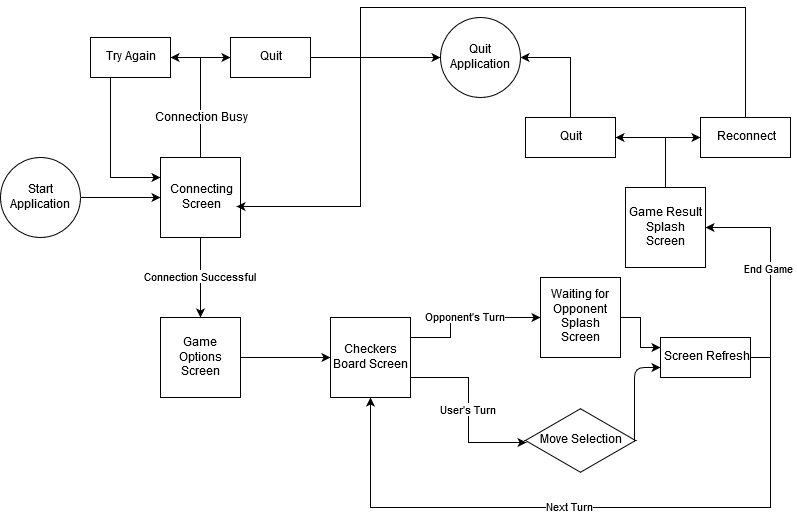 Try Again
Quit
Quit
Application
Connection Busy
Quit
Reconnect
Start
Application
Connecting
Screen
Game Result
Splash
Screen
Connection Successful
End Game
Game
Options
Screen
Checkers
Board Screen
Opponent's Turn
Waiting for
Opponent
Splash
Screen
Screen Refresh
User's Turn
Move Selection
Next Turn